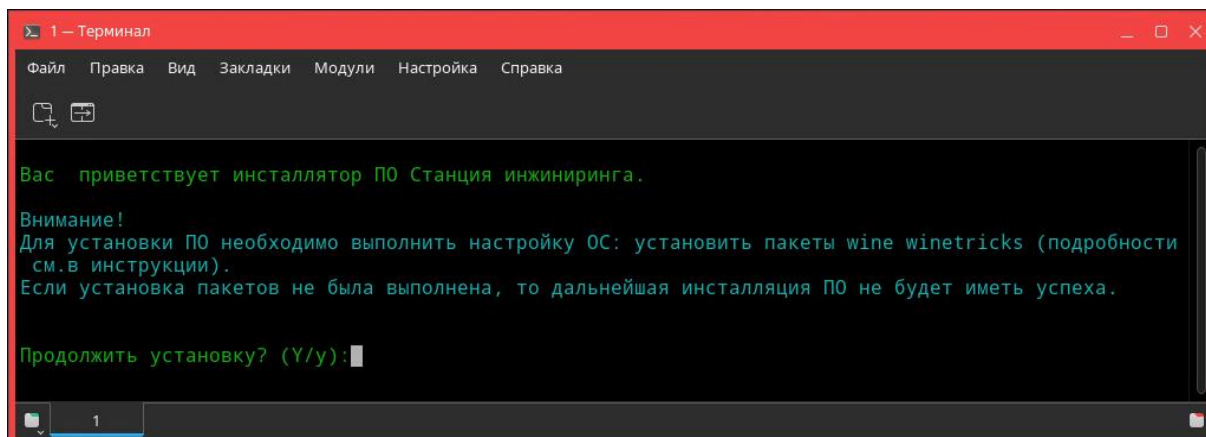 1 — Терминал
Файл Правка Вид Закладки Модули Настройка Справка
Вас  приветствует инсталлятор ПО Станция инжиниринга.
Внимание!
Для установки ПО необходимо выполнить настройку ОС: установить пакеты wine winetricks (подробности
см.в инструкции).
Если установка пакетов не была выполнена, то дальнейшая инсталляция ПО не будет иметь успеха.
Продолжить установку? (Y/y):
1